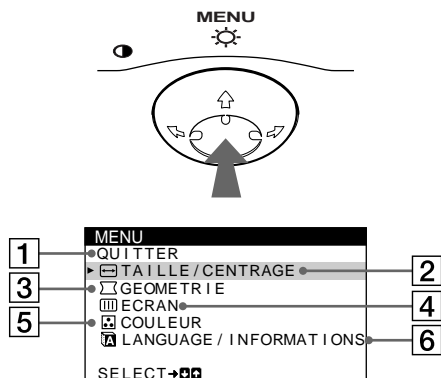 MENU
MENU
1 QUITTER
TAILLE/CENTRAGE 2
3 GEOMETRIE
ECRAN 4
5 COULEUR
A LANGUAGE/INFORMATIONS 6
SELECT